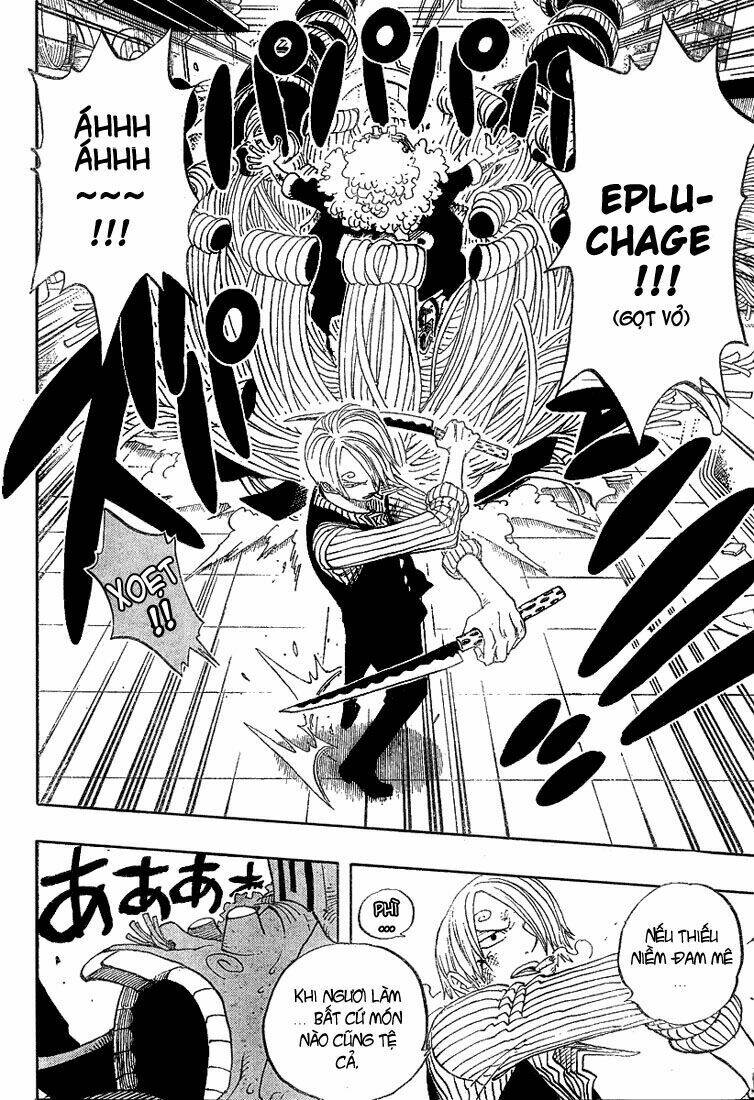 ÁHHH
ÁHHH
~~~
!!!
EPLU-
CHAGE
!!!
(GỌT VỎ)
XOẸT
!!
PHÌ
...
NẾU THIẾU
NIỀM ĐAM MÊ
KHI NGƯƠI LÀM
... BẤT CỨ MÓN
NÀO CŨNG TỆ
CẢ.
あああ